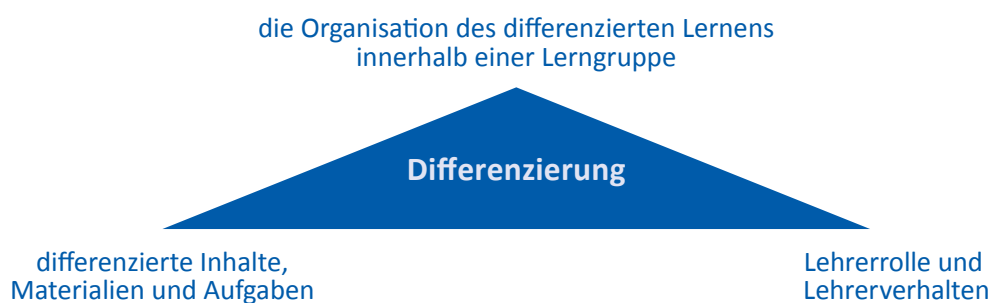 die Organisation des differenzierten Lernens
innerhalb einer Lerngruppe
Differenzierung
differenzierte Inhalte,
Materialien und Aufgaben
Lehrerrolle und
Lehrerverhalten